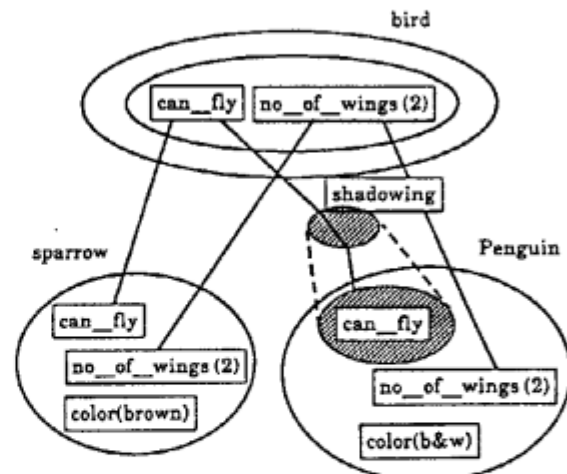 bird
can__fly
no__of__wings (2)
shadowing
sparrow
Penguin
can__fly
can__fly
no__of__wings (2)
no__of__wings (2)
color(brown)
color(b&w)